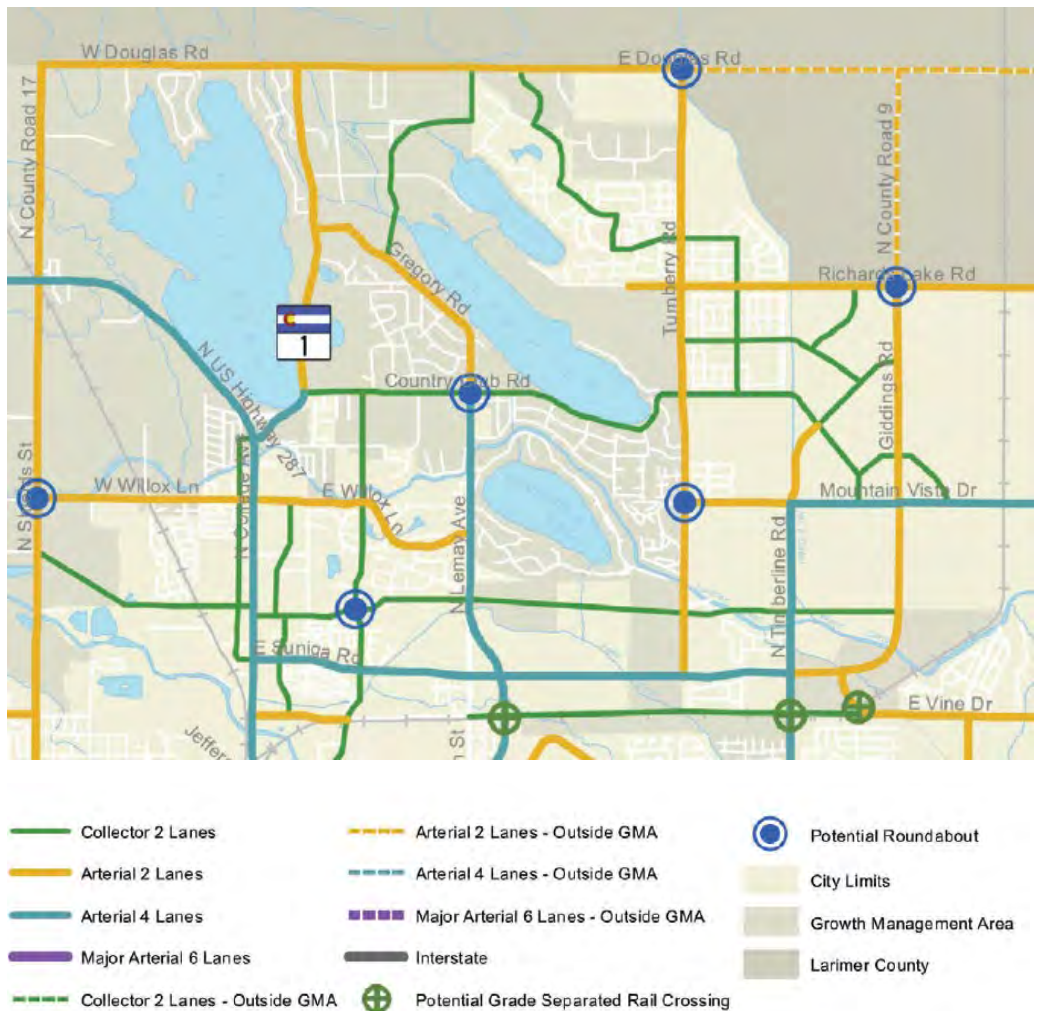 W Douglas Rd
E Douglas Rd
N County Road 17
N County Road 9
Turnberry Rd
Richards Lake Rd
Gregory Rd
1
N US Highway 287
Country Club Rd
Giddings Rd
N Shields St
W Willox Ln
N College Ave
E Willox Ln
N Lemay Ave
Mountain Vista Dr
N Timberline Rd
E Suniga Rd
E Vine Dr
Jeffers
n St
Collector 2 Lanes
Arterial 2 Lanes
Arterial 4 Lanes
Major Arterial 6 Lanes
Collector 2 Lanes - Outside GMA
Arterial 2 Lanes - Outside GMA
Arterial 4 Lanes - Outside GMA
Major Arterial 6 Lanes - Outside GMA
Interstate
Potential Grade Separated Rail Crossing
Potential Roundabout
City Limits
Growth Management Area
Larimer County